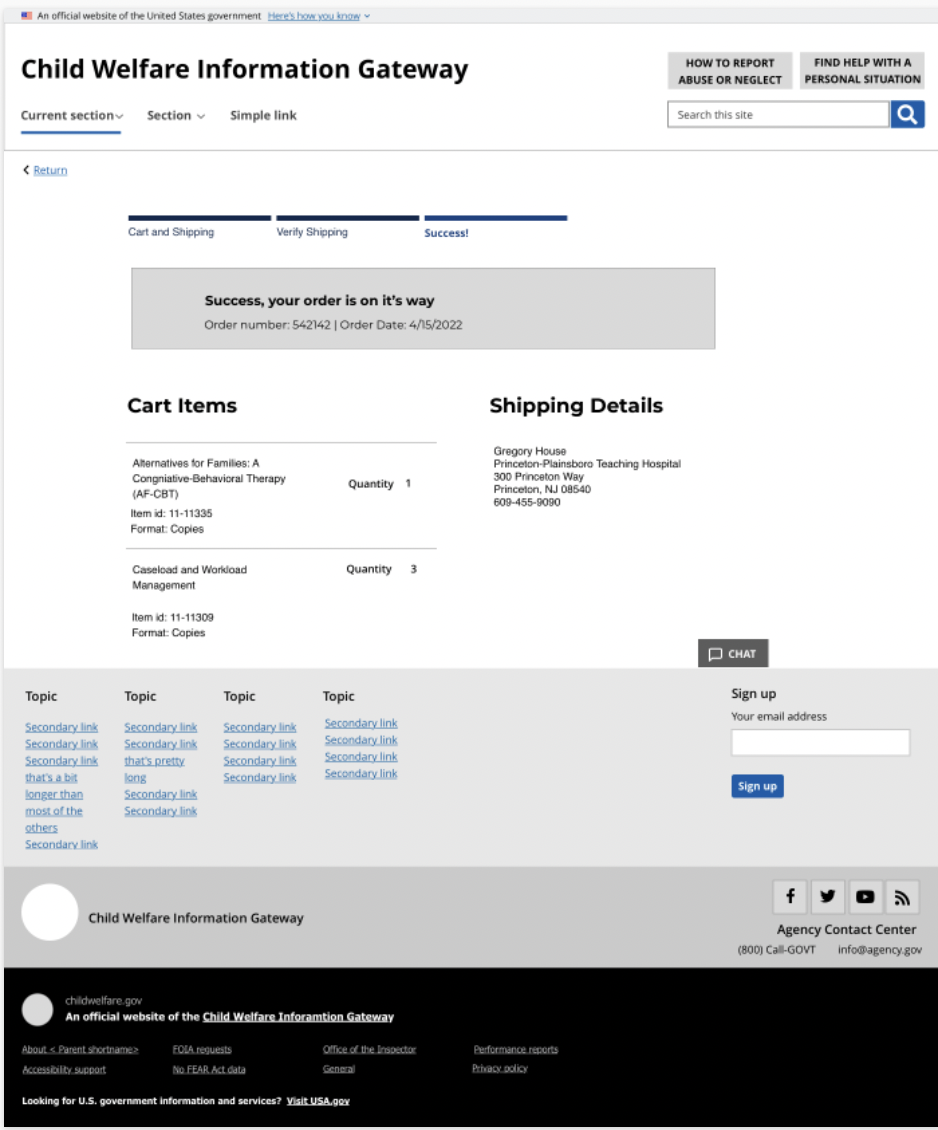 An official website of the United States government Here's how you know
Child Welfare Information Gateway
HOW TO REPORT
ABUSE OR NEGLECT
FIND HELP WITH A
PERSONAL SITUATION
Current section
Section
Simple link
Search this site
Return
Cart and Shipping
Verify Shipping
Success!
Success, your order is on it's way
Order number: 542142 | Order Date: 4/15/2022
Cart Items
Alternatives for Families: A
Congniative-Behavioral Therapy
(AF-CBT)
Quantity 1
Item id: 11-11335
Format: Copies
Caseload and Workload
Management
Quantity 3
Item id: 11-11309
Format: Copies
Shipping Details
Gregory House
Princeton-Plainsboro Teaching Hospital
300 Princeton Way
Princeton, NJ 08540
609-455-9090
CHAT
Topic
Secondary link
Secondary link
Secondary link
that's a bit
longer than
most of the
others
Secondary link
Topic
Secondary link
Secondary link
that's pretty
long
Secondary link
Secondary link
Topic
Secondary link
Secondary link
Secondary link
Secondary link
Topic
Secondary link
Secondary link
Secondary link
Secondary link
Sign up
Your email address
Sign up
Child Welfare Information Gateway
Agency Contact Center
(800) Call-GOVT info@agency.gov
childwelfare.gov
An official website of the Child Welfare Inforamtion Gateway
About < Parent shortname>
Accessibility support
FOIA requests
No FEAR Act data
Office of the Inspector
General
Performance reports
Privacy policy
Looking for U.S. government information and services? Visit USA.gov